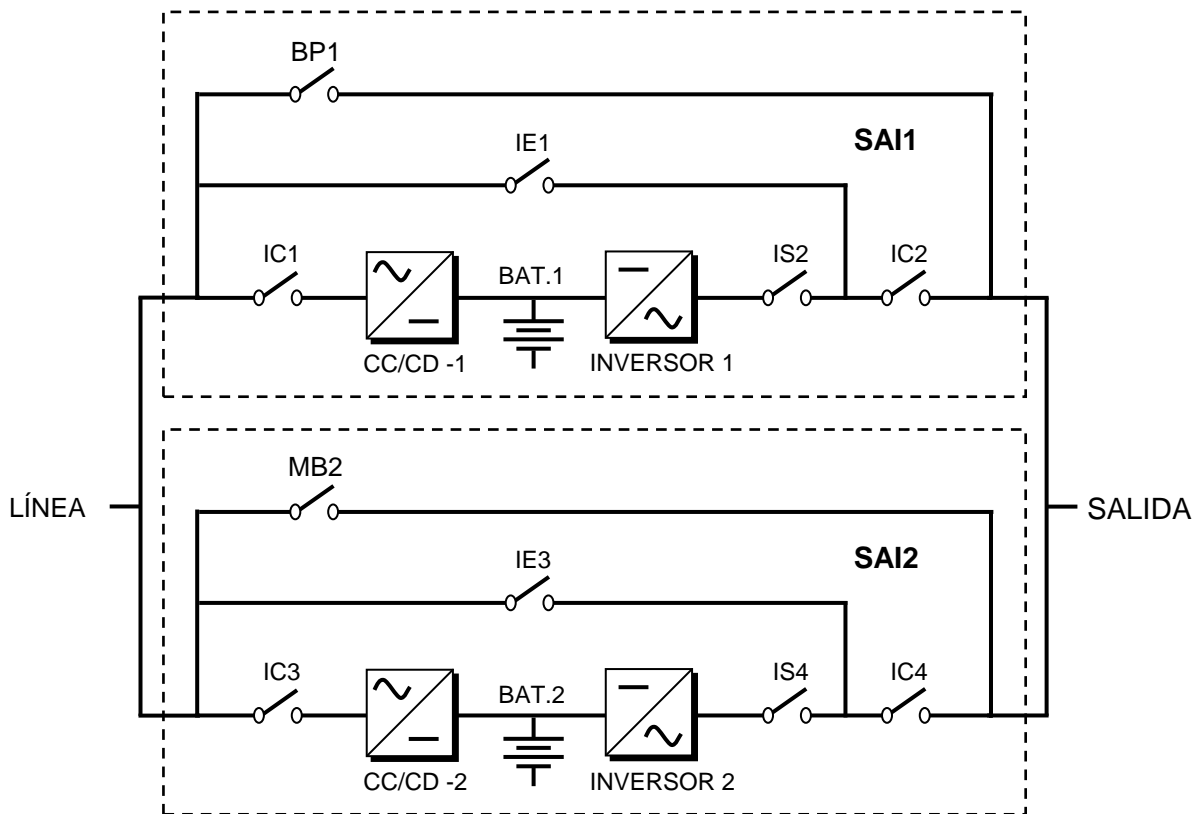 BP1
IE1
SAI1
IC1
BAT.1
IS2
IC2
CC/CD -1
INVERSOR 1
MB2
LÍNEA
SALIDA
IE3
SAI2
IC3
BAT.2
IS4
IC4
CC/CD -2
INVERSOR 2